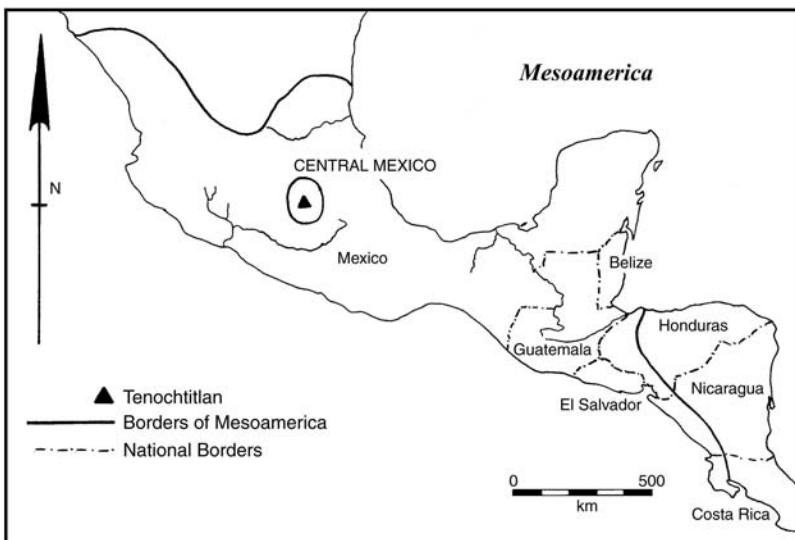 Mesoamerica
CENTRAL MEXICO
N
Mexico
Belize
Honduras
Guatemala
Nicaragua
El Salvador
Tenochtitlan
Borders of Mesoamerica
National Borders
0 500
km
Costa Rica